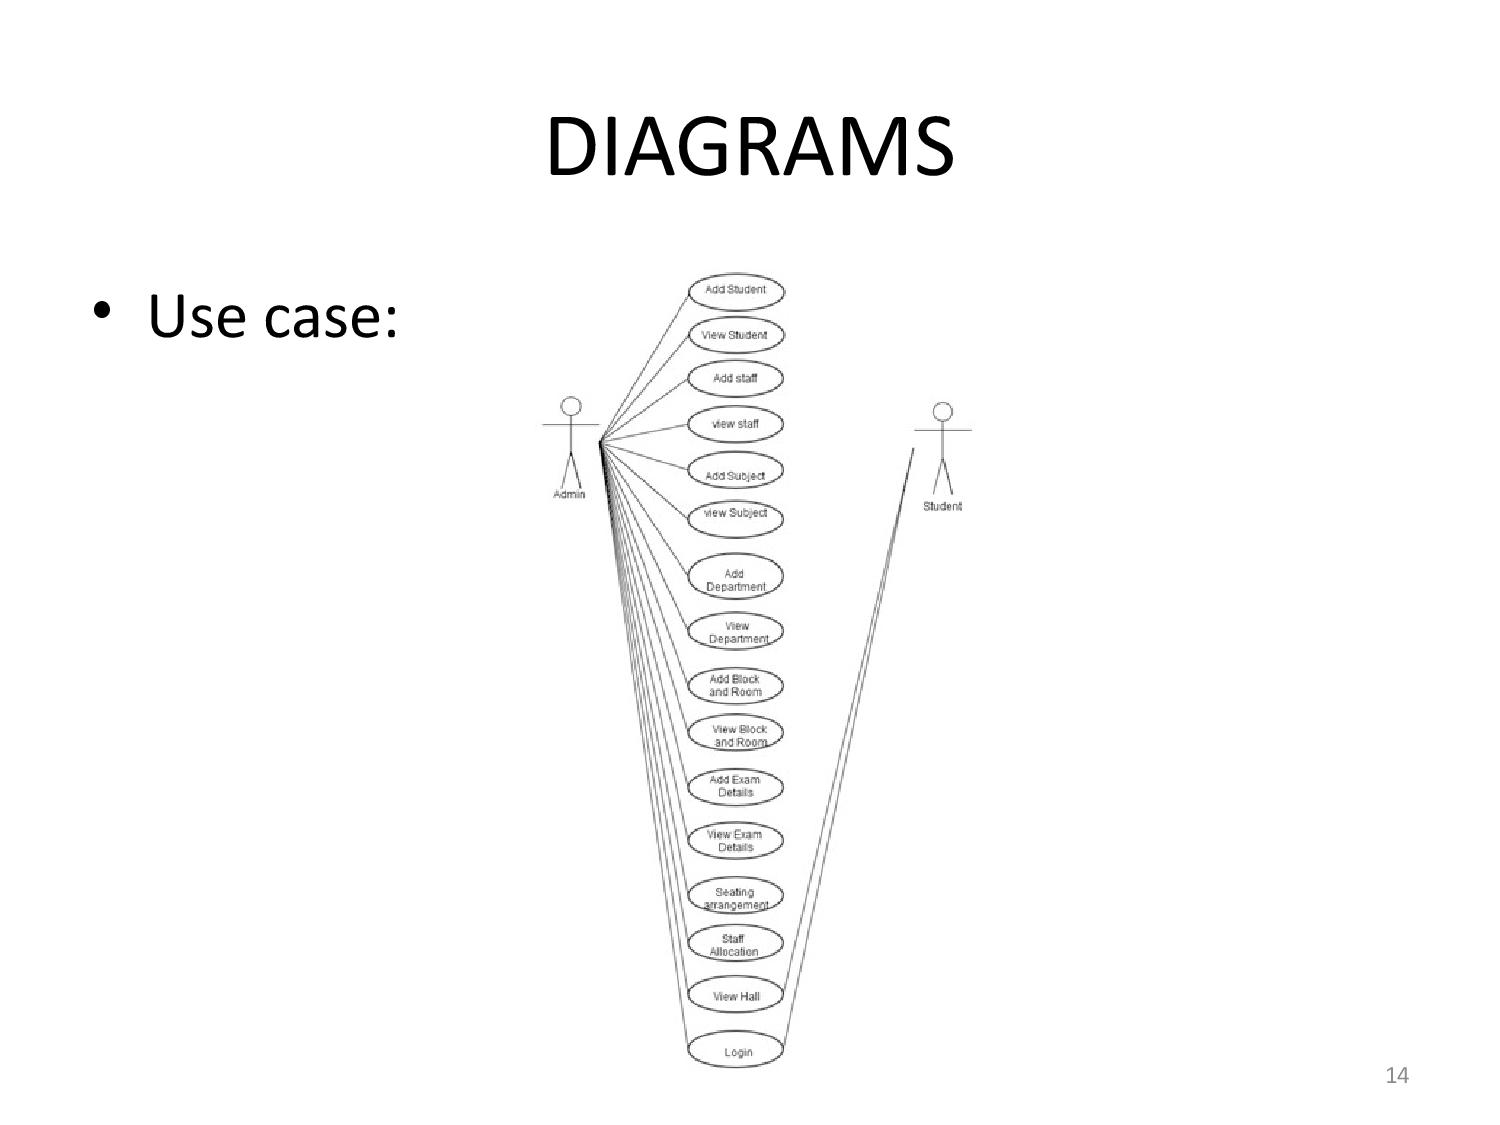 DIAGRAMS
• Use case:
Add Student
View Student
Add staff
view staff
Add Subject
view Subject
Add
Department
View
Department
Add Block
and Room
View Block
and Room
Add Exam
Details
View Exam
Details
Seating
arrangement
Staff
Allocation
View Hall
Login
Admin
Student
14